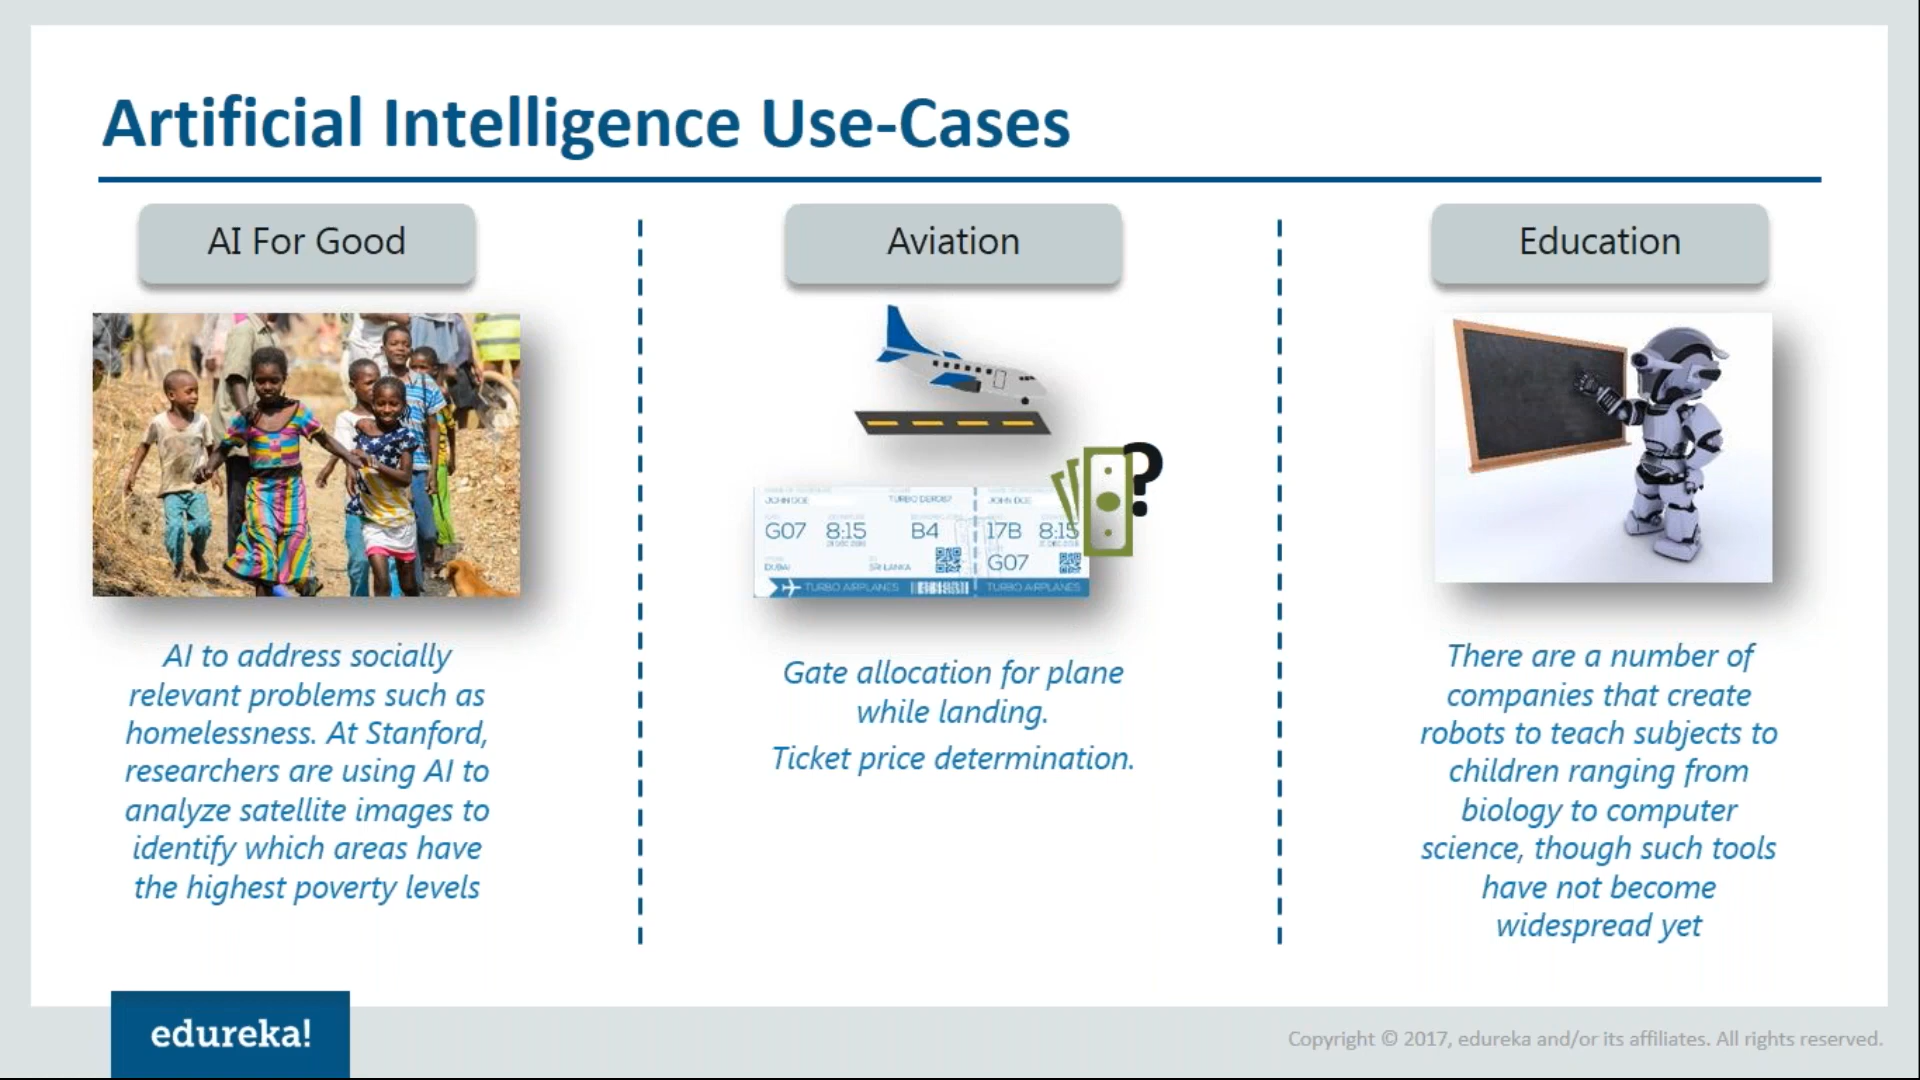 Artificial Intelligence Use-Cases
AI For Good
AI to address socially
relevant problems such as
homelessness. At Stanford,
researchers are using AI to
analyze satellite images to
identify which areas have
the highest poverty levels
Aviation
JOHN DOE
JOHN DOE
G07 8:15 B4
17B 8:15
G07
DUBAI SRI LANKA
TURBO AIRPLANES
TURBO AIRPLANES
?
Gate allocation for plane
while landing.
Ticket price determination.
Education
There are a number of
companies that create
robots to teach subjects to
children ranging from
biology to computer
science, though such tools
have not become
widespread yet
edureka!
Copyright © 2017, edureka and/or its affiliates. All rights reserved.